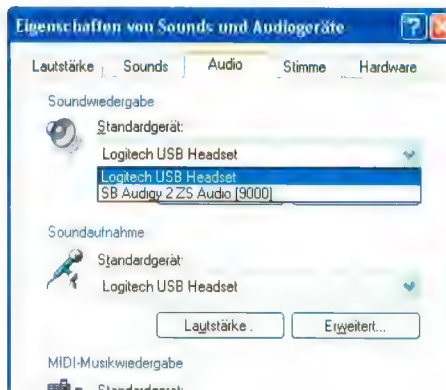 Eigenschaften von Sounds und Audiogeräte
Lautstärke Sounds Audio Stimme Hardware
Soundwiedergabe
Standardgerät:
Logitech USB Headset
Logitech USB Headset
SB Audigy 2 ZS Audio [9000]
Soundaufnahme
Standardgerät:
Logitech USB Headset
Lautstärke... Erweitert...
MIDI-Musikwiedergabe
Standardgerät: